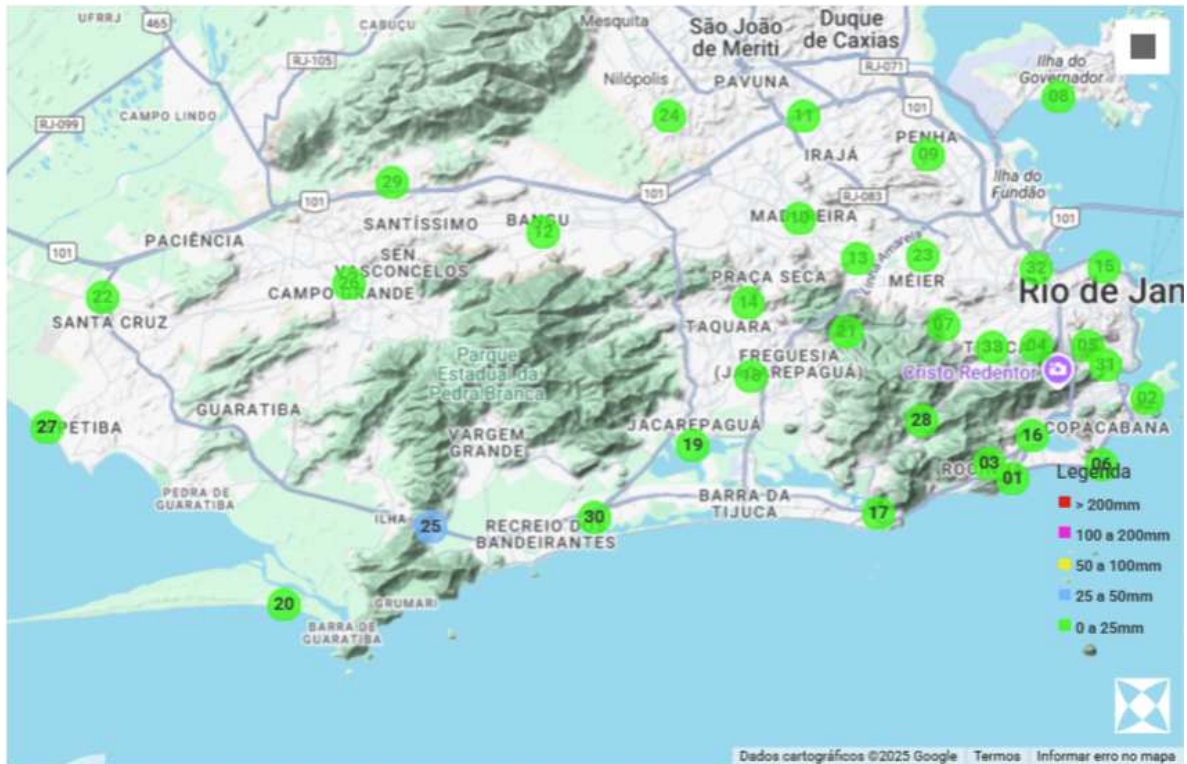 UFRRJ
465
CABUÇU
Mesquita
São João
de Meriti
Duque
de Caxias
RJ-105
Nilópolis
PAVUNA
RJ-071
Ilha do
Governador
08
RJ-099
CAMPO LINDO
24
11
101
PENHA
IRAJÁ
09
29
101
101
Ilha do
Fundão
RJ-083
SANTÍSSIMO
BANGU
12
10
101
PACIÊNCIA
101
SEN
VASCONCELOS
13
Linha Amarela
23
MÉIER
32
15
PRAÇA SECA
22
CAMPO GRANDE
14
Rio de Jan
SANTA CRUZ
TAQUARA
21
07
33
04
05
Parque
Estadual da
Pedra Branca
FREGUESIA
(JACAREPAGUÁ)
18
Cristo Redentor
31
02
GUARATIBA
27
28
JACAREPAGUÁ
16
COPACABANA
VARGEM
GRANDE
19
03
06
01
Legenda
PEDRA DE
GUARATIBA
BARRA DA
TIJUCA
> 200mm
ILHA
25
30
17
RECREIO DOS
BANDEIRANTES
100 a 200mm
50 a 100mm
25 a 50mm
20
GRUMARI
0 a 25mm
BARRA DE
GUARATIBA
Dados cartográficos ©2025 Google
Termos
Informar erro no mapa